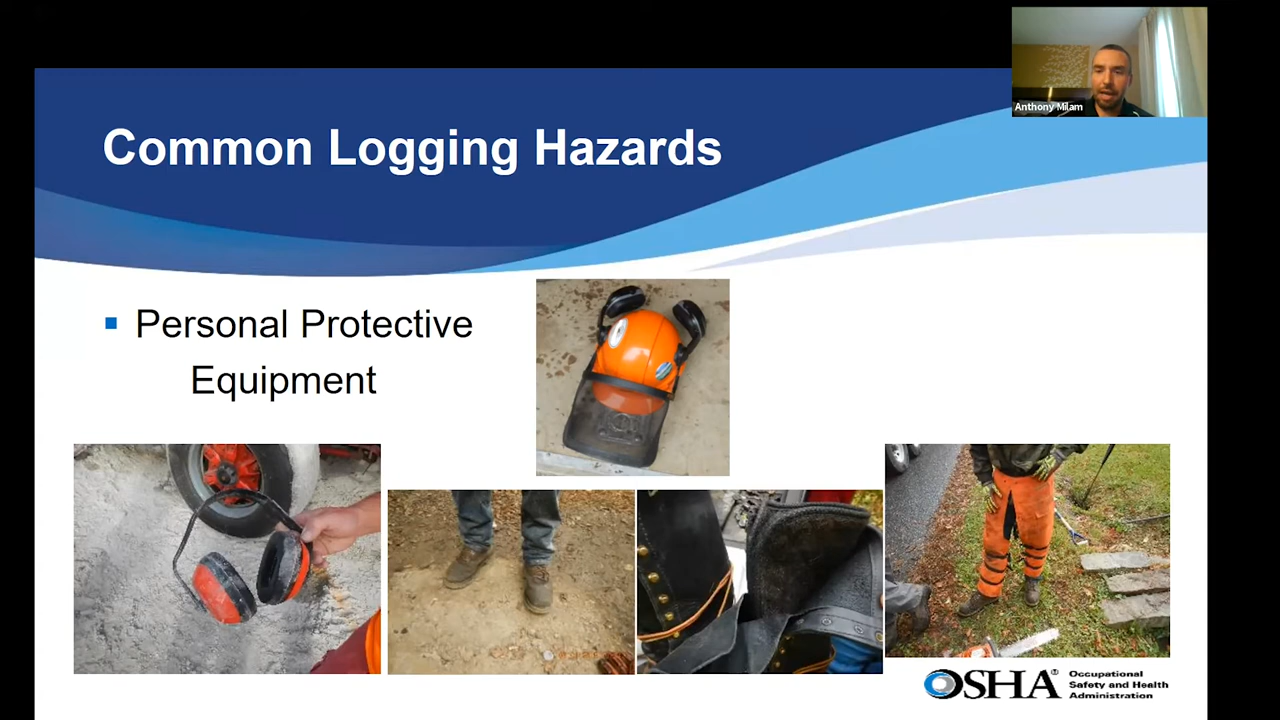 Anthony Milam
Common Logging Hazards
Personal Protective
Equipment
OSHA® Occupational
Safety and Health
Administration